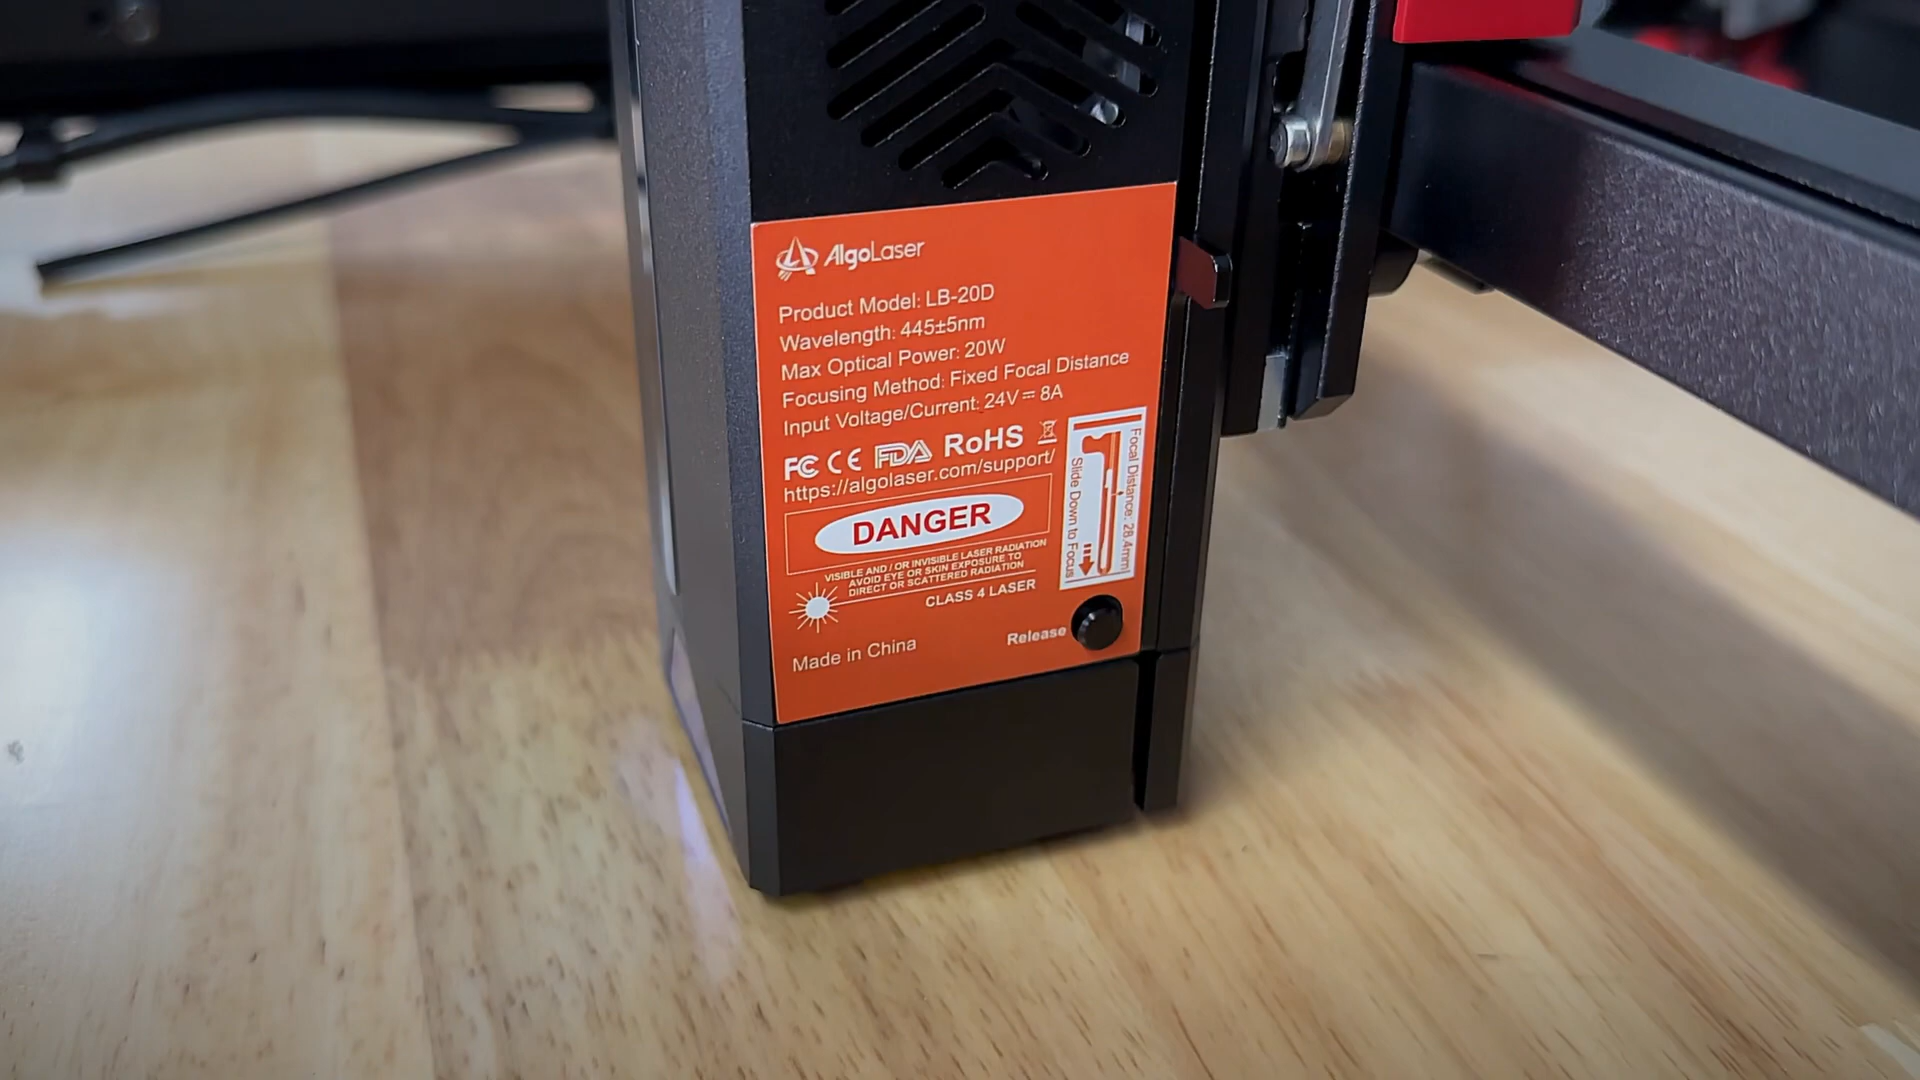 AlgoLaser
Product Model: LB-20D
Wavelength: 445±5nm
Max Optical Power: 20W
Focusing Method: Fixed Focal Distance
Input Voltage/Current: 24V⎓8A
FC CE FDA RoHS
https://algolaser.com/support/
DANGER
VISIBLE AND / OR INVISIBLE LASER RADIATION
AVOID EYE OR SKIN EXPOSURE TO
DIRECT OR SCATTERED RADIATION
CLASS 4 LASER
Focal Distance: 28.4mm
Slide Down to Focus
Release
Made in China